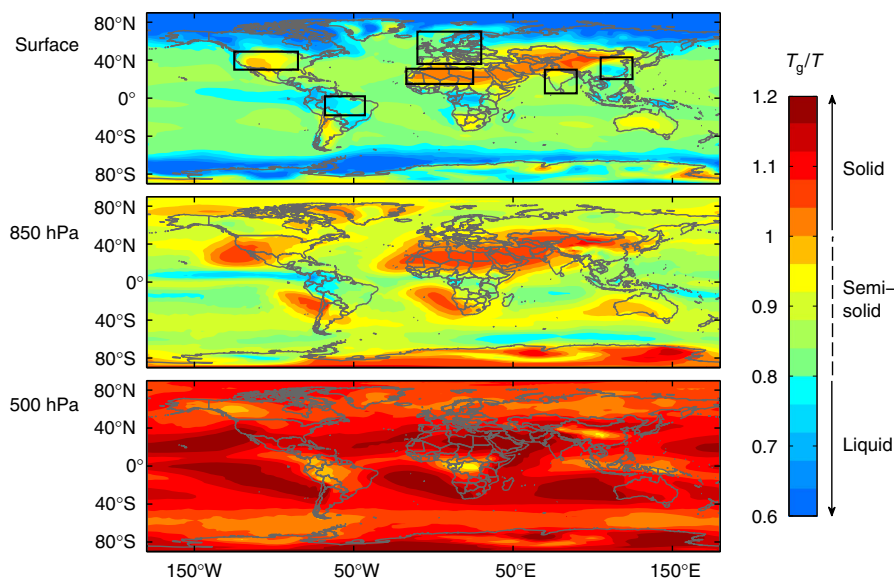 Surface
80°N
40°N
0°
40°S
80°S
850 hPa
80°N
40°N
0°
40°S
80°S
500 hPa
80°N
40°N
0°
40°S
80°S
150°W
50°W
50°E
150°E
Tg/T
1.2
1.1
1
0.9
0.8
0.7
0.6
Solid
Semi–
solid
Liquid